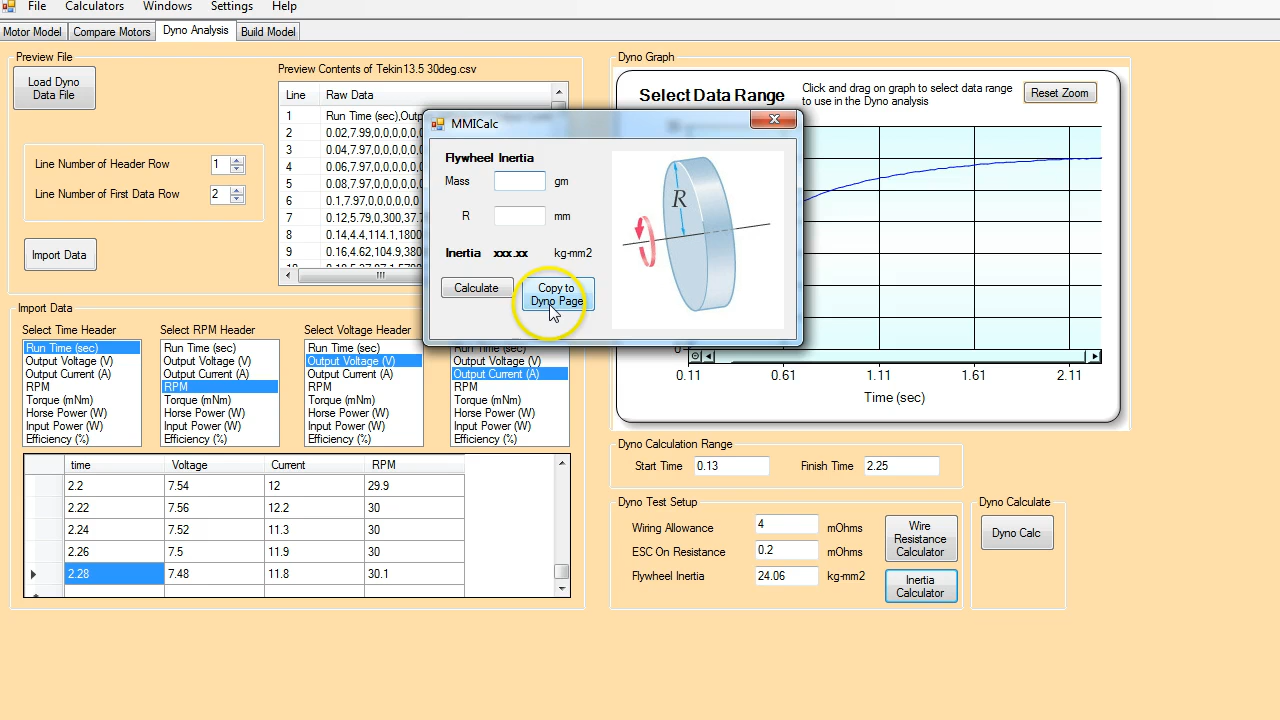 File Calculators Windows Settings Help
Motor Model Compare Motors Dyno Analysis Build Model
Preview File
Load Dyno
Data File
Line Number of Header Row 1
Line Number of First Data Row 2
Import Data
Preview Contents of Tekin13.5 30deg.csv
Line Raw Data
1 Run Time (sec),Out
2 0.02,7.99,0,0,0,0,0,0
3 0.04,7.97,0,0,0,0,0,0
4 0.06,7.97,0,0,0,0,0,0
5 0.08,7.97,0,0,0,0,0,0
6 0.1,7.97,0,0,0,0,0,0
7 0.12,5.79,0,300,37.7
8 0.14,4.4,114.1,1800
9 0.16,4.62,104.9,380
MMICalc
Flywheel Inertia
Mass gm
R mm
Inertia xxx.xx kg-mm2
Calculate
Copy to
Dyno Page
R
Dyno Graph
Select Data Range
Click and drag on graph to select data range
to use in the Dyno analysis
Reset Zoom
0
0.11 0.61 1.11 1.61 2.11
Time (sec)
Import Data
Select Time Header
Run Time (sec)
Output Voltage (V)
Output Current (A)
RPM
Torque (mNm)
Horse Power (W)
Input Power (W)
Efficiency (%)
Select RPM Header
Run Time (sec)
Output Voltage (V)
Output Current (A)
RPM
Torque (mNm)
Horse Power (W)
Input Power (W)
Efficiency (%)
Select Voltage Header
Run Time (sec)
Output Voltage (V)
Output Current (A)
RPM
Torque (mNm)
Horse Power (W)
Input Power (W)
Efficiency (%)
Run Time (sec)
Output Voltage (V)
Output Current (A)
RPM
Torque (mNm)
Horse Power (W)
Input Power (W)
Efficiency (%)
time Voltage Current RPM
2.2 7.54 12 29.9
2.22 7.56 12.2 30
2.24 7.52 11.3 30
2.26 7.5 11.9 30
2.28 7.48 11.8 30.1
Dyno Calculation Range
Start Time 0.13 Finish Time 2.25
Dyno Test Setup
Wiring Allowance 4 mOhms
ESC On Resistance 0.2 mOhms
Flywheel Inertia 24.06 kg-mm2
Wire
Resistance
Calculator
Inertia
Calculator
Dyno Calculate
Dyno Calc